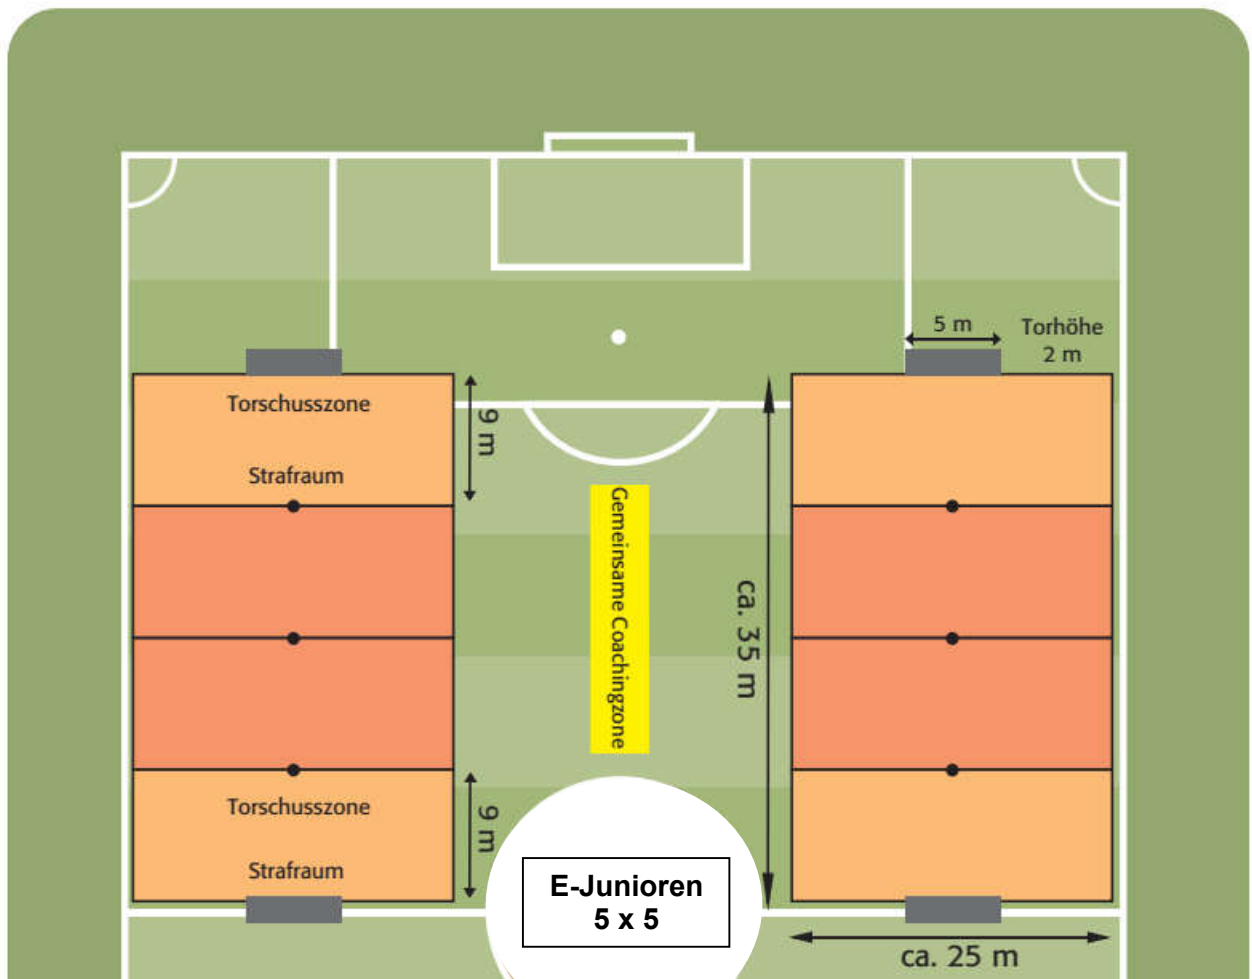 5 m
Torhöhe
2 m
Torschusszone
9 m
Strafraum
Gemeinsame Coachingzone
ca. 35 m
Torschusszone
9 m
Strafraum
E-Junioren
5 x 5
ca. 25 m